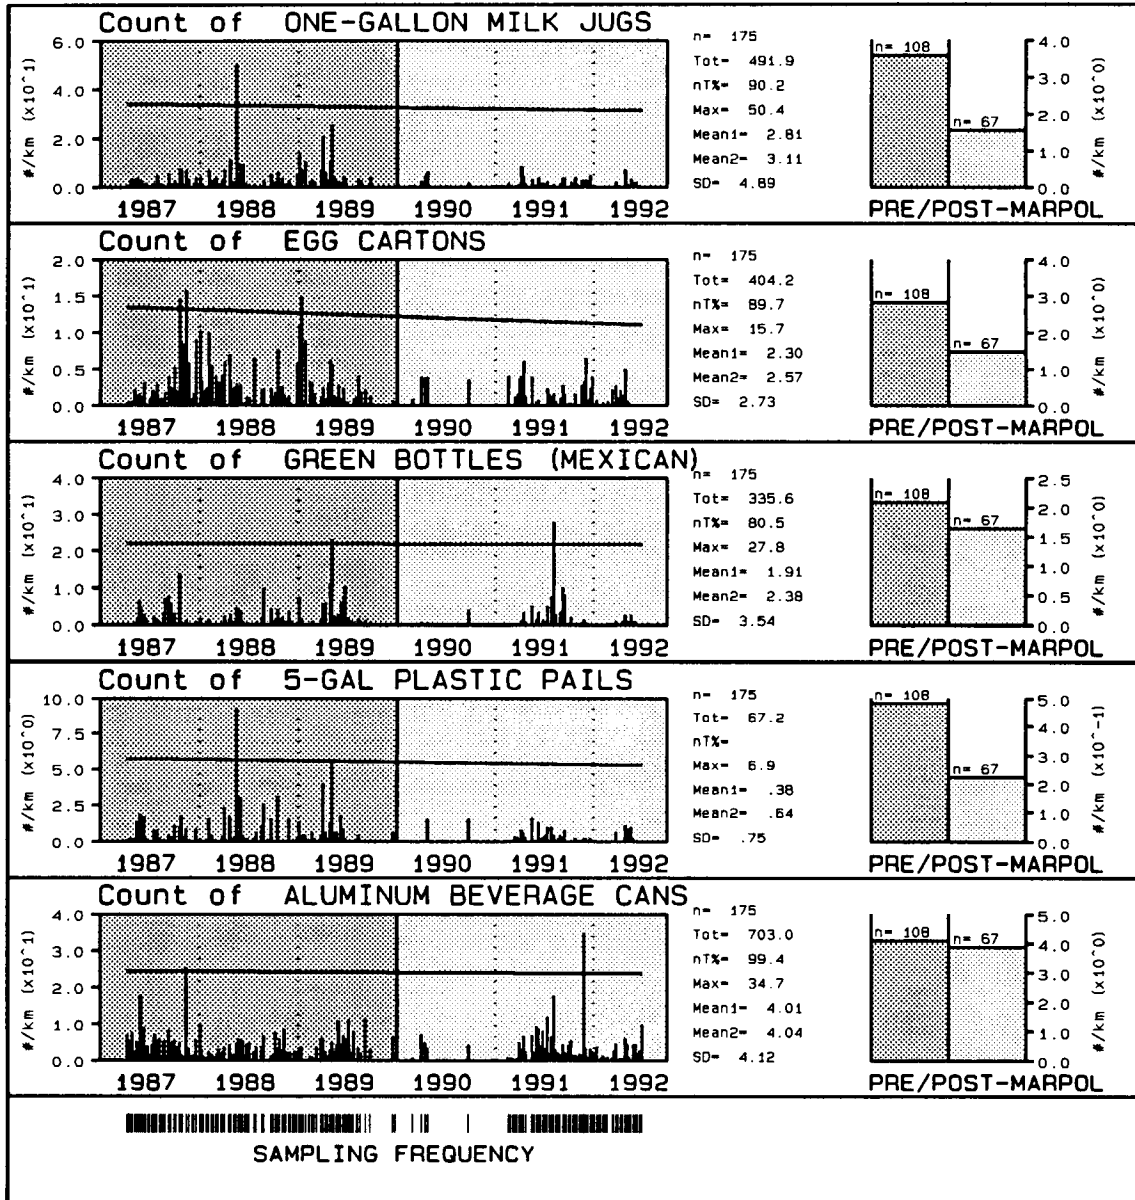 Count of ONE-GALLON MILK JUGS
#/km (x10^1)
6.0
4.0
2.0
0.0
1987 1988 1989 1990 1991 1992
n= 175
Tot= 491.9
nT%= 90.2
Max= 50.4
Mean1= 2.81
Mean2= 3.11
SD= 4.89
n= 108
n= 67
4.0
3.0
2.0
1.0
0.0
#/km (x10^0)
PRE/POST-MARPOL
Count of EGG CARTONS
#/km (x10^1)
2.0
1.5
1.0
0.5
0.0
1987 1988 1989 1990 1991 1992
n= 175
Tot= 404.2
nT%= 89.7
Max= 15.7
Mean1= 2.30
Mean2= 2.57
SD= 2.73
n= 108
n= 67
4.0
3.0
2.0
1.0
0.0
#/km (x10^0)
PRE/POST-MARPOL
Count of GREEN BOTTLES (MEXICAN)
#/km (x10^1)
4.0
3.0
2.0
1.0
0.0
1987 1988 1989 1990 1991 1992
n= 175
Tot= 335.6
nT%= 80.5
Max= 27.8
Mean1= 1.91
Mean2= 2.38
SD= 3.54
n= 108
n= 67
2.5
2.0
1.5
1.0
0.5
0.0
#/km (x10^0)
PRE/POST-MARPOL
Count of 5-GAL PLASTIC PAILS
#/km (x10^0)
10.0
7.5
5.0
2.5
0.0
1987 1988 1989 1990 1991 1992
n= 175
Tot= 67.2
nT%=
Max= 6.9
Mean1= .38
Mean2= .64
SD= .75
n= 108
n= 67
5.0
4.0
3.0
2.0
1.0
0.0
#/km (x10^-1)
PRE/POST-MARPOL
Count of ALUMINUM BEVERAGE CANS
#/km (x10^1)
4.0
3.0
2.0
1.0
0.0
1987 1988 1989 1990 1991 1992
n= 175
Tot= 703.0
nT%= 99.4
Max= 34.7
Mean1= 4.01
Mean2= 4.04
SD= 4.12
n= 108
n= 67
5.0
4.0
3.0
2.0
1.0
0.0
#/km (x10^0)
PRE/POST-MARPOL
SAMPLING FREQUENCY